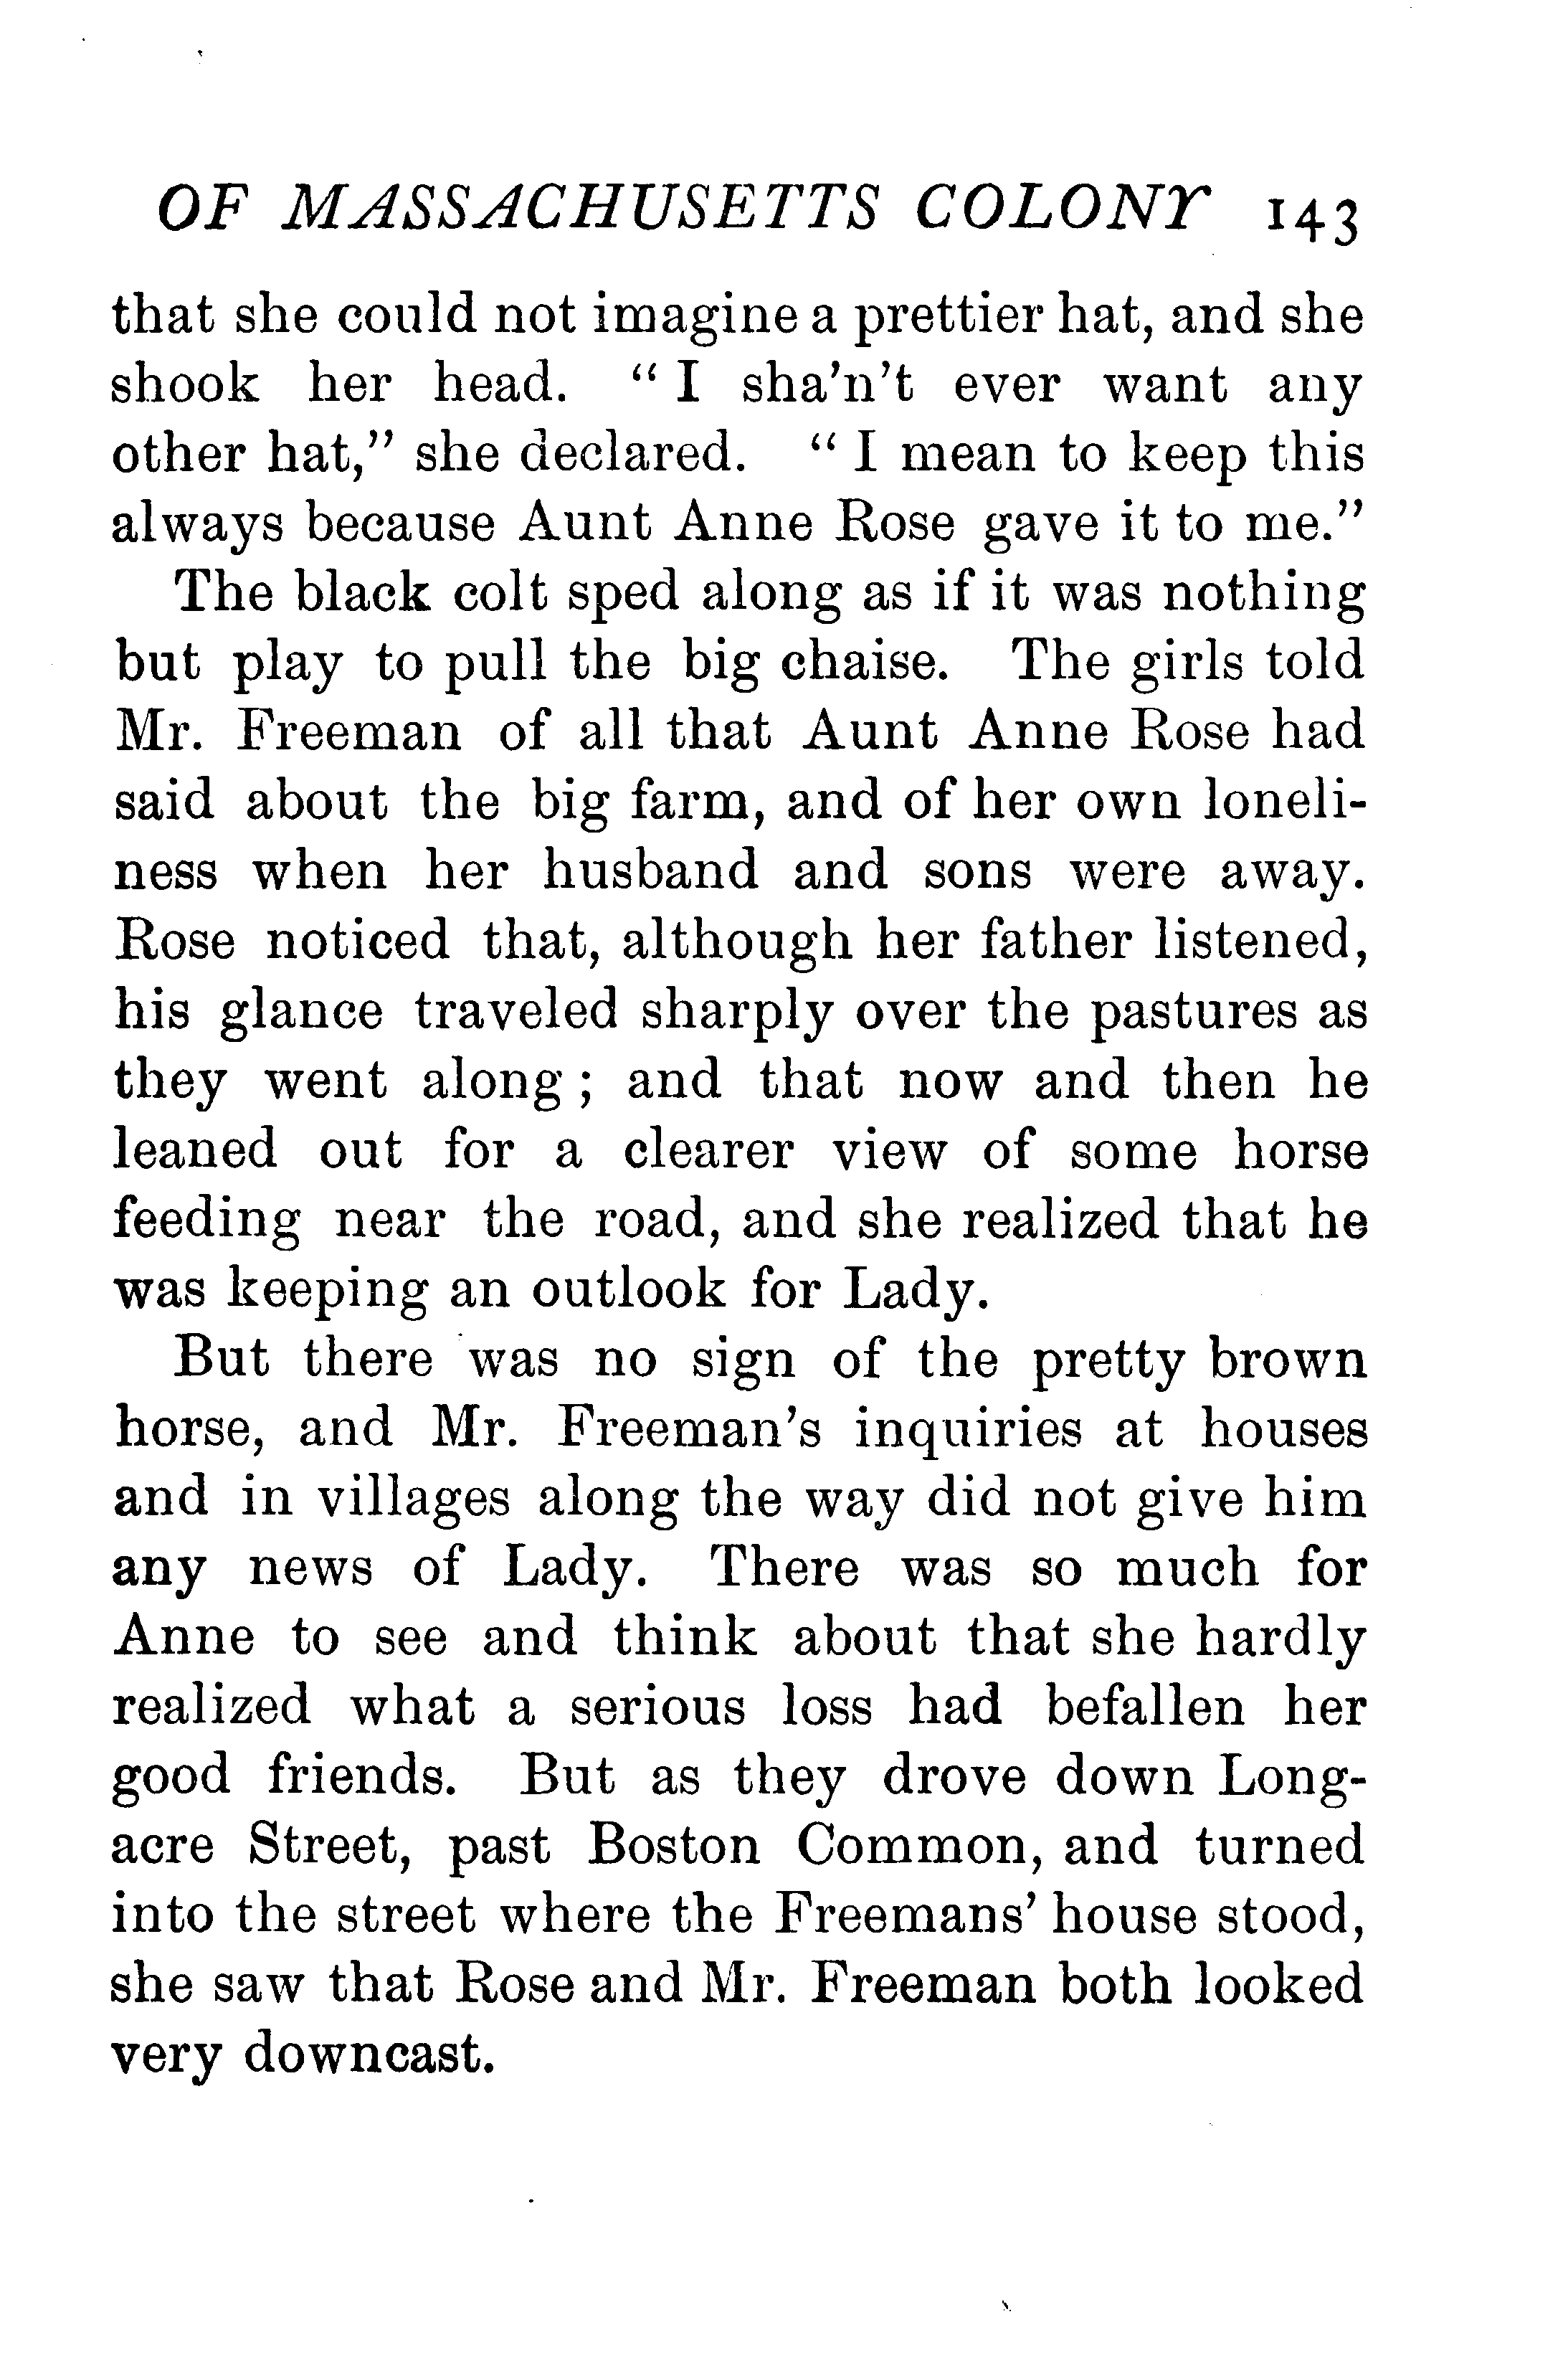 OF MASSACHUSETTS COLONY 143
that she could not imagine a prettier hat, and she
shook her head. “ I sha’n’t ever want any
other hat,” she declared. “ I mean to keep this
always because Aunt Anne Rose gave it to me.”
The black colt sped along as if it was nothing
but play to pull the big chaise. The girls told
Mr. Freeman of all that Aunt Anne Rose had
said about the big farm, and of her own loneli-
ness when her husband and sons were away.
Rose noticed that, although her father listened,
his glance traveled sharply over the pastures as
they went along ; and that now and then he
leaned out for a clearer view of some horse
feeding near the road, and she realized that he
was keeping an outlook for Lady.
But there was no sign of the pretty brown
horse, and Mr. Freeman’s inquiries at houses
and in villages along the way did not give him
any news of Lady. There was so much for
Anne to see and think about that she hardly
realized what a serious loss had befallen her
good friends. But as they drove down Long-
acre Street, past Boston Common, and turned
into the street where the Freemans’ house stood,
she saw that Rose and Mr. Freeman both looked
very downcast.